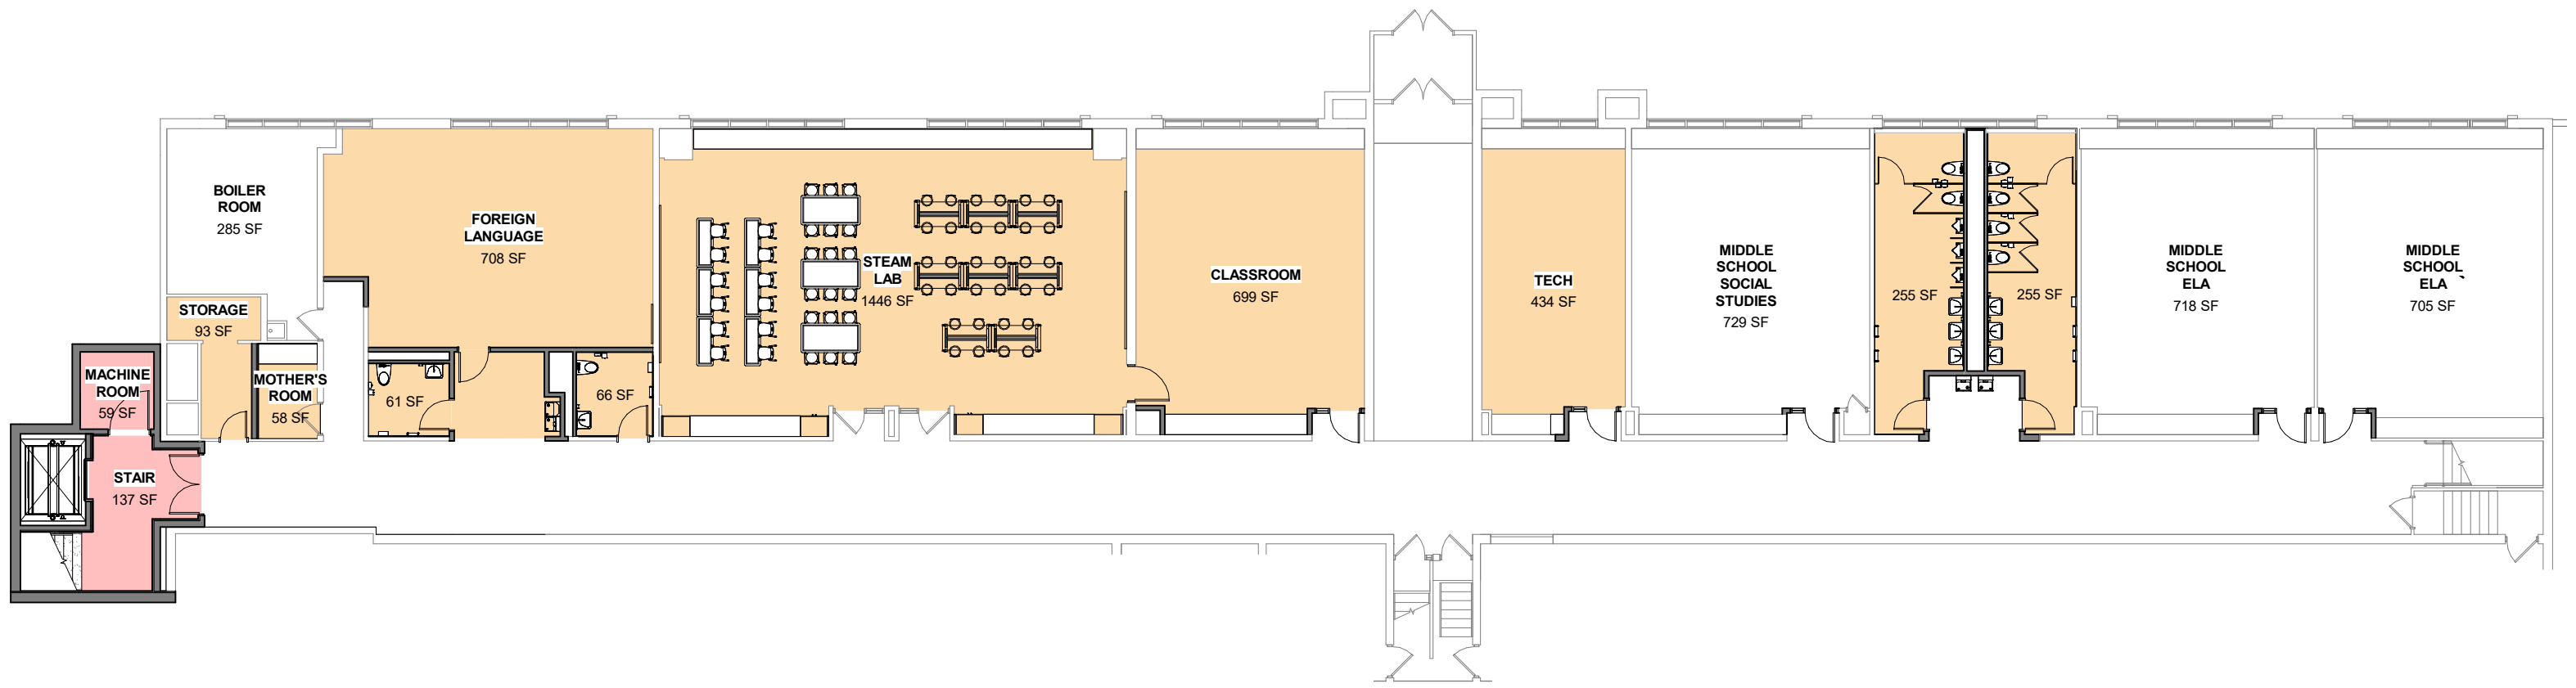 BOILER
ROOM
285 SF
FOREIGN
LANGUAGE
708 SF
STORAGE
93 SF
MACHINE
ROOM
59 SF
MOTHER'S
ROOM
58 SF
STAIR
137 SF
61 SF
66 SF
STEAM
LAB
1446 SF
CLASSROOM
699 SF
TECH
434 SF
MIDDLE
SCHOOL
SOCIAL
STUDIES
729 SF
255 SF
255 SF
MIDDLE
SCHOOL
ELA
718 SF
MIDDLE
SCHOOL
ELA `
705 SF